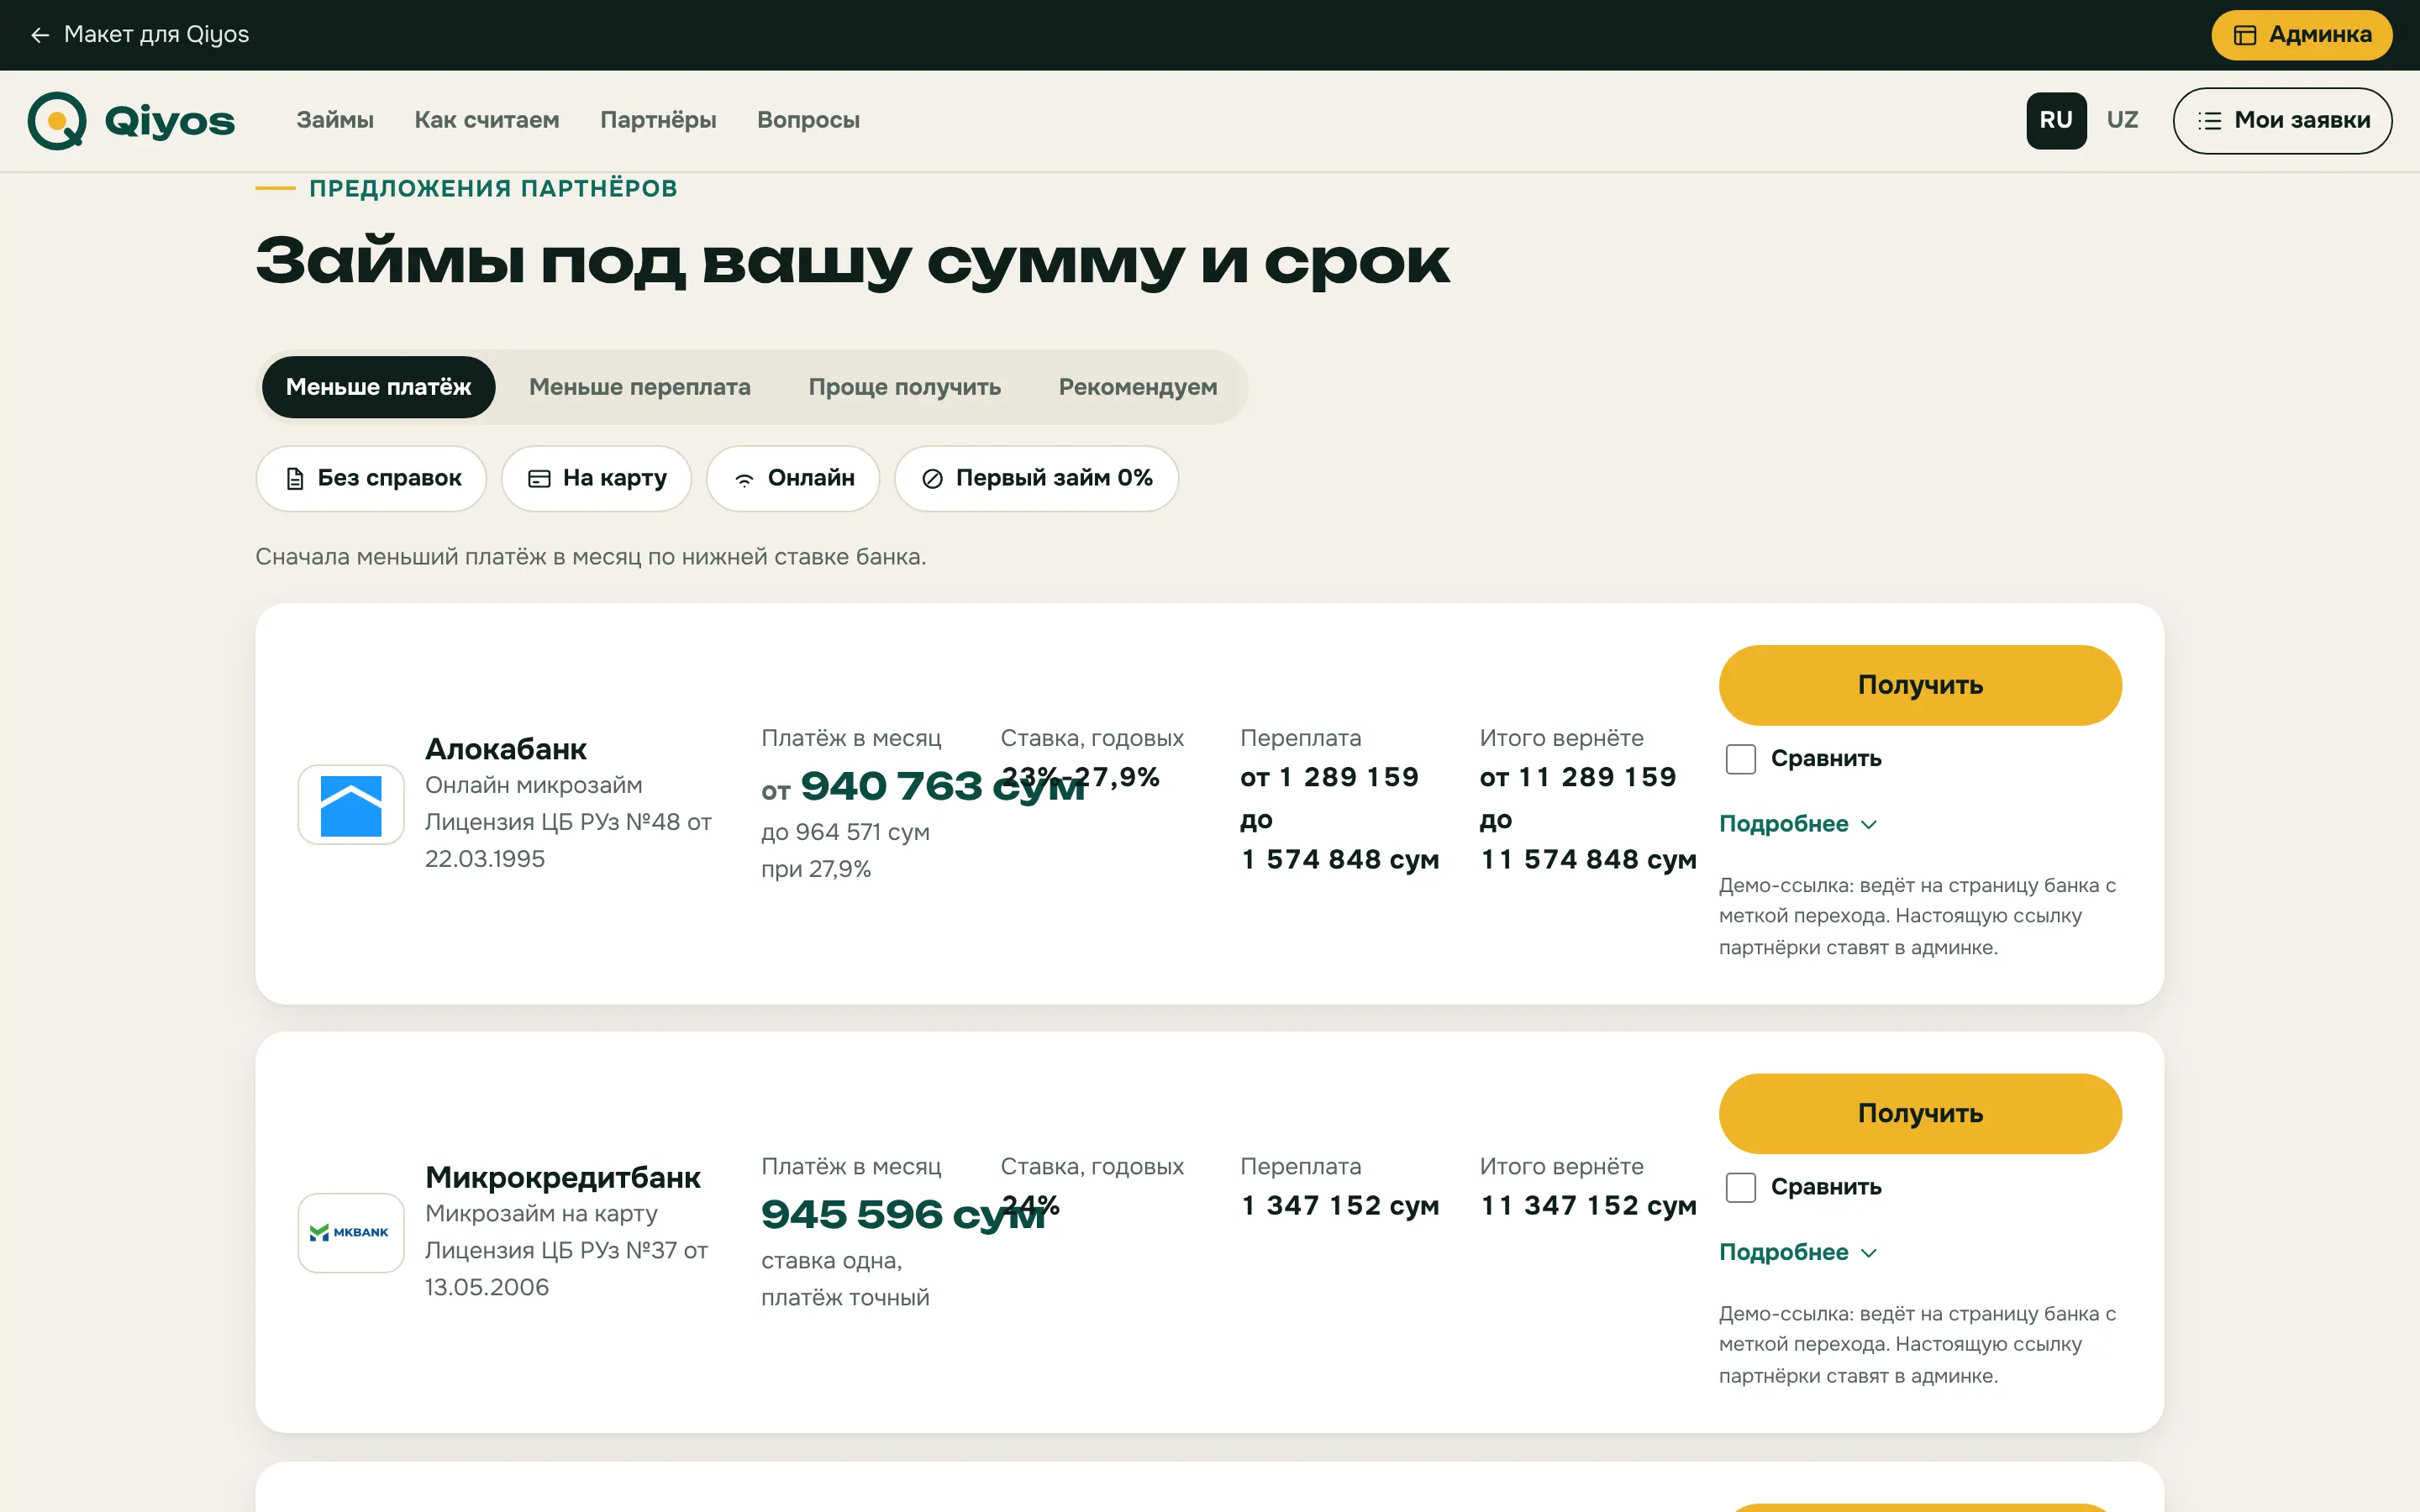 Макет для Qiyos
Админка
Qiyos
Займы
Как считаем
Партнёры
Вопросы
RU
UZ
Мои заявки
ПРЕДЛОЖЕНИЯ ПАРТНЁРОВ
Займы под вашу сумму и срок
Меньше платёж
Меньше переплата
Проще получить
Рекомендуем
Без справок
На карту
Онлайн
Первый займ 0%
Сначала меньший платёж в месяц по нижней ставке банка.
Алокабанк
Онлайн микрозайм
Лицензия ЦБ РУз №48 от
22.03.1995
Платёж в месяц
от 940 763 сум
до 964 571 сум
при 27,9%
Ставка, годовых
23%-27,9%
Переплата
от 1 289 159
до
1 574 848 сум
Итого вернёте
от 11 289 159
до
11 574 848 сум
Получить
Сравнить
Подробнее
Демо-ссылка: ведёт на страницу банка с
меткой перехода. Настоящую ссылку
партнёрки ставят в админке.
MKBANK
Микрокредитбанк
Микрозайм на карту
Лицензия ЦБ РУз №37 от
13.05.2006
Платёж в месяц
945 596 сум
ставка одна,
платёж точный
Ставка, годовых
24%
Переплата
1 347 152 сум
Итого вернёте
11 347 152 сум
Получить
Сравнить
Подробнее
Демо-ссылка: ведёт на страницу банка с
меткой перехода. Настоящую ссылку
партнёрки ставят в админке.